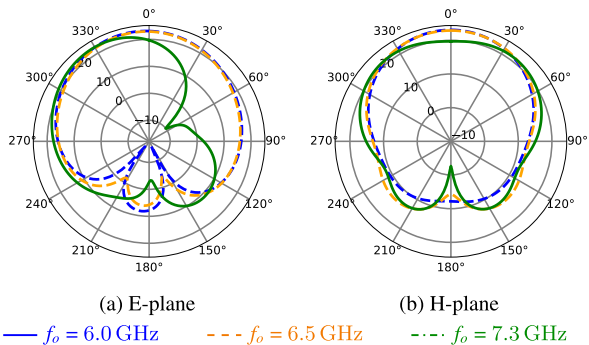 0° 0°
330° 30° 330° 30°
300° 20 60° 300° 20 60°
10 10
0 0
−10 −10
270° 90° 270° 90°
240° 120° 240° 120°
210° 150° 210° 150°
180° 180°
(a) E-plane (b) H-plane
fₒ = 6.0 GHz fₒ = 6.5 GHz fₒ = 7.3 GHz